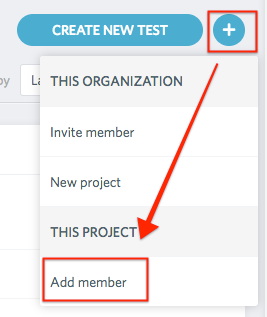 CREATE NEW TEST +
by La
THIS ORGANIZATION
Invite member
New project
THIS PROJECT
Add member